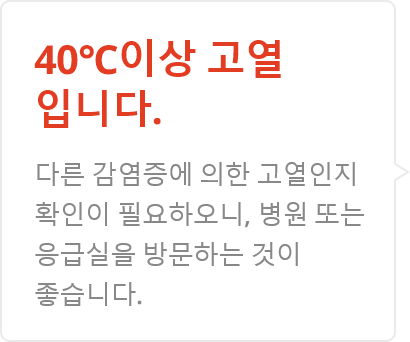 40℃이상 고열
입니다.
다른 감염증에 의한 고열인지
확인이 필요하오니, 병원 또는
응급실을 방문하는 것이
좋습니다.